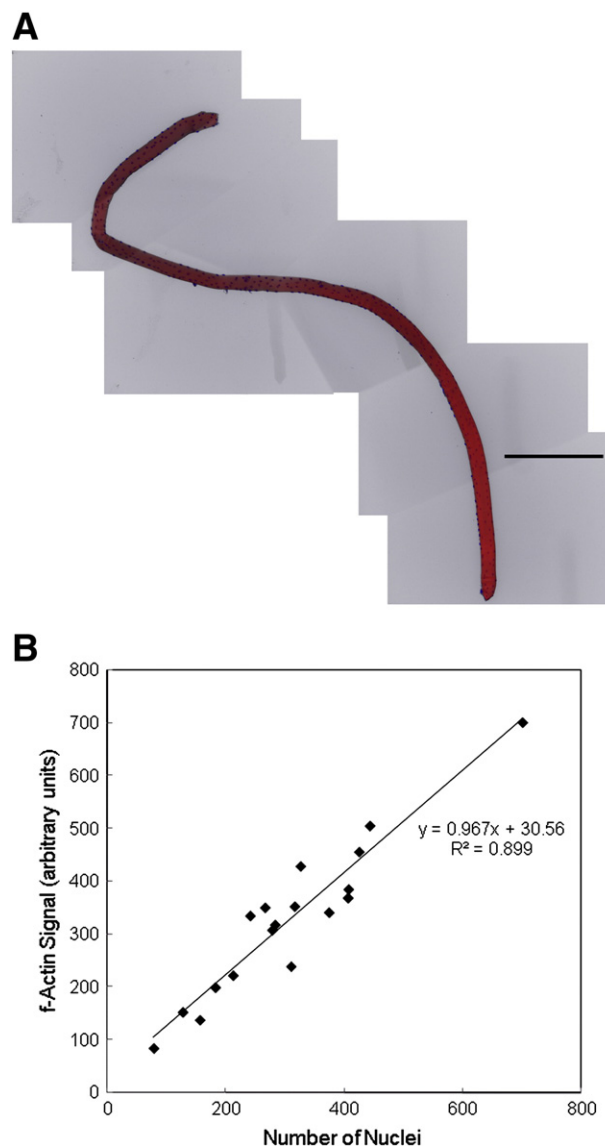 A
B
800
700
600
500
400
300
200
100
0
f-Actin Signal (arbitrary units)
y = 0.967x + 30.56
R² = 0.899
0 200 400 600 800
Number of Nuclei